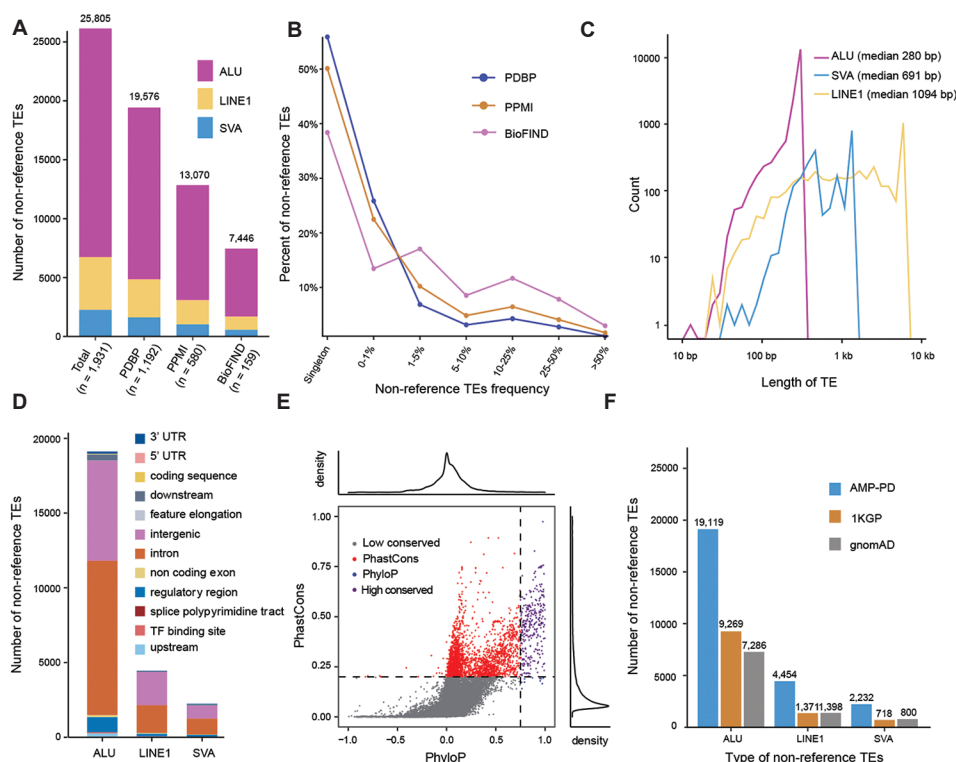 A
25,805
25000
20000
15000
10000
5000
0
Number of non-reference TEs
19,576
13,070
7,446
ALU
LINE1
SVA
Total
(n = 1,931)
PDBP
(n = 1,192)
PPMI
(n = 580)
BioFIND
(n = 159)
B
50%
40%
30%
20%
10%
Percent of non-reference TEs
PDBP
PPMI
BioFIND
Singleton
0-1%
1-5%
5-10%
10-25%
25-50%
>50%
Non-reference TEs frequency
C
10000
1000
100
10
1
Count
ALU (median 280 bp)
SVA (median 691 bp)
LINE1 (median 1094 bp)
10 bp
100 bp
1 kb
10 kb
Length of TE
D
20000
15000
10000
5000
0
Number of non-reference TEs
3' UTR
5' UTR
coding sequence
downstream
feature elongation
intergenic
intron
non coding exon
regulatory region
splice polypyrimidine tract
TF binding site
upstream
ALU
LINE1
SVA
E
density
1.00
0.75
0.50
0.25
0.00
PhastCons
Low conserved
PhastCons
PhyloP
High conserved
-1.0
-0.5
0.0
0.5
1.0
PhyloP
density
F
25000
20000
15000
10000
5000
0
Number of non-reference TEs
AMP-PD
1KGP
gnomAD
19,119
9,269
7,286
4,454
1,371
1,398
2,232
718
800
ALU
LINE1
SVA
Type of non-reference TEs